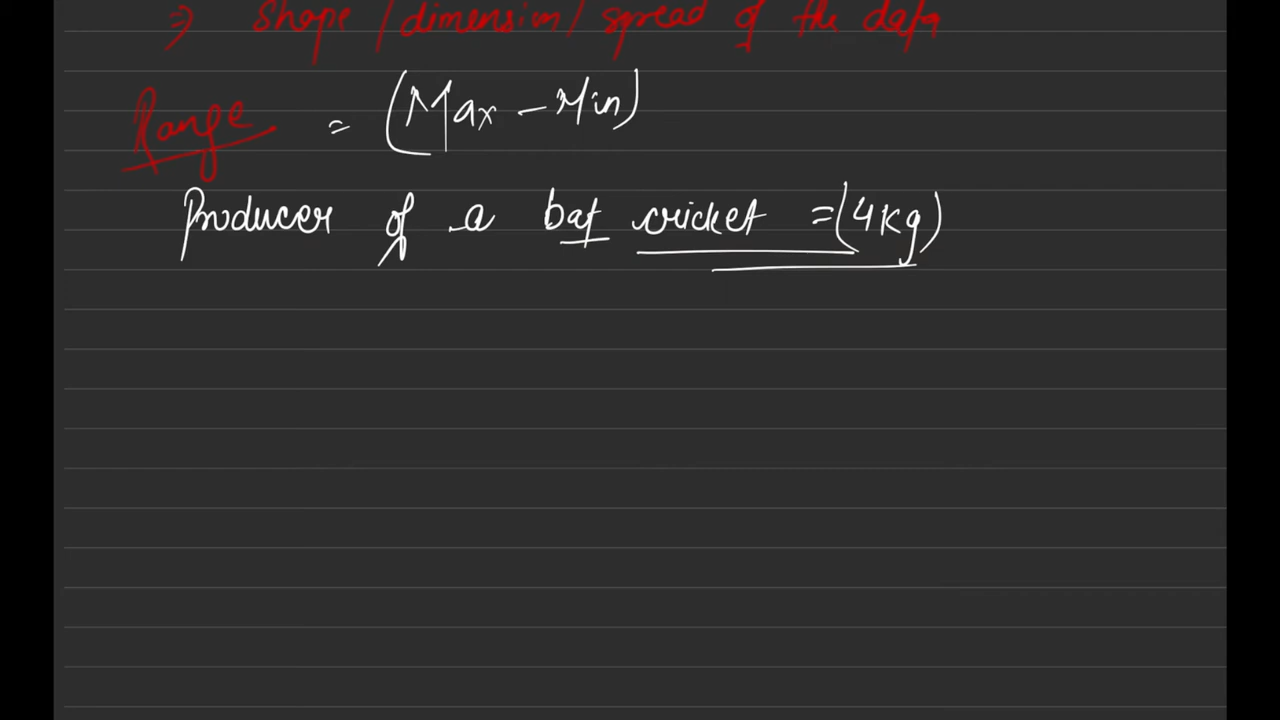 ⇒ Shape / dimension / spread of the data
Range = (Max - Min)
Producer of a bat cricket = (4kg)